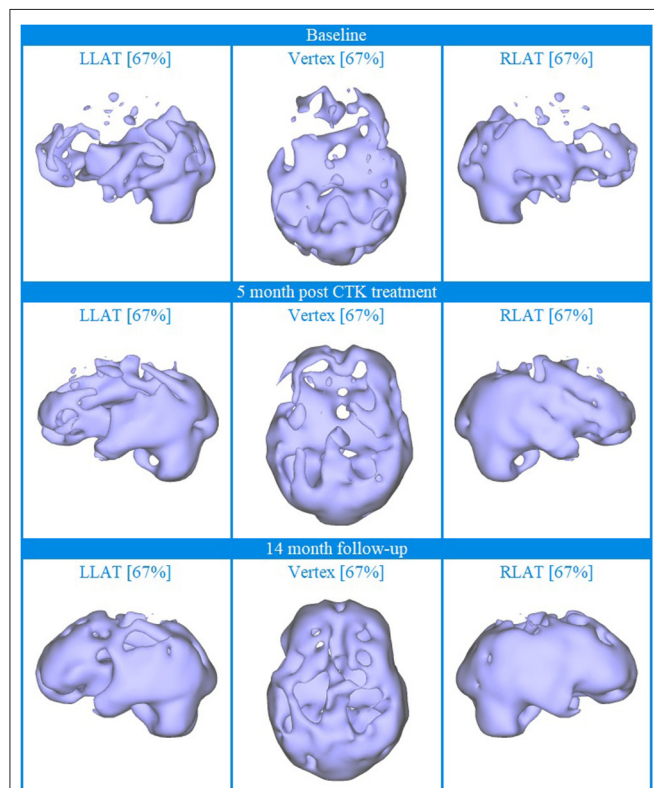 Baseline
LLAT [67%] Vertex [67%] RLAT [67%]
5 month post CTK treatment
LLAT [67%] Vertex [67%] RLAT [67%]
14 month follow-up
LLAT [67%] Vertex [67%] RLAT [67%]